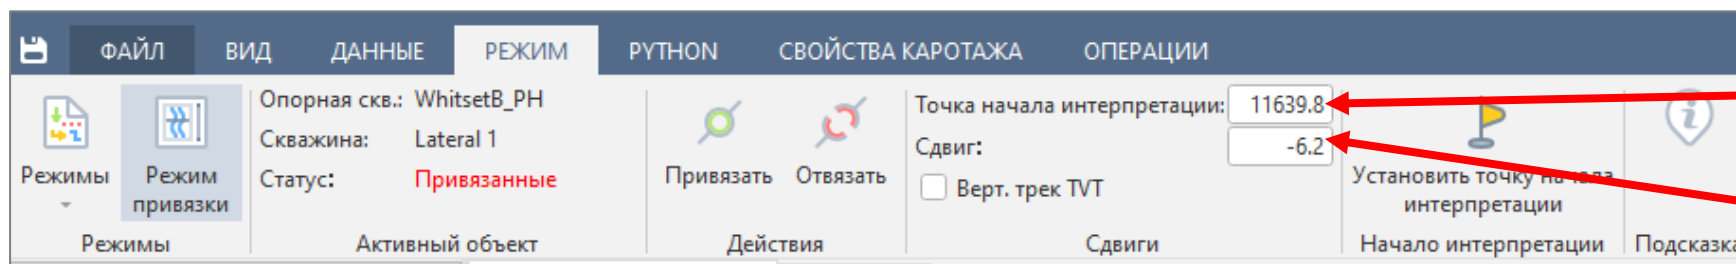 ФАЙЛ ВИД ДАННЫЕ РЕЖИМ PYTHON СВОЙСТВА КАРОТАЖА ОПЕРАЦИИ
Режимы
Режим
привязки
Режимы
Опорная скв.: WhitsetB_PH
Скважина: Lateral 1
Статус: Привязанные
Активный объект
Привязать Отвязать
Действия
Точка начала интерпретации: 11639.8
Сдвиг: -6.2
Верт. трек TVT
Сдвиги
Установить точку начала
интерпретации
Начало интерпретации
Подсказка